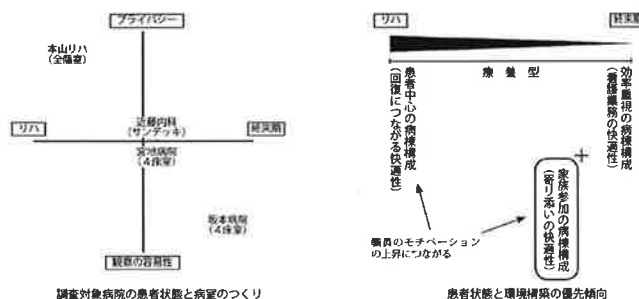 プライバシー
本山リハ
(全個室)
リハ
近藤内科
(サンデッキ)
終末期
宮地病院
(4床室)
坂本病院
(4床室)
観察の容易性
調査対象病院の患者状態と病室のつくり
リハ
終末期
療養型
患者中心の病棟構成
(回復につながる快適性)
効率重視の病棟構成
(看護業務の快適性)
+
家族参加の病棟構成
(寄り添いの快適性)
職員のモチベーション
の上昇につながる
患者状態と環境構築の優先傾向